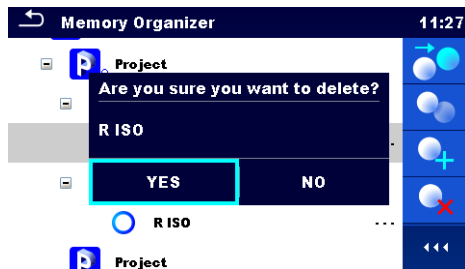 Memory Organizer 11:27
Project
Are you sure you want to delete?
R ISO
YES NO
R ISO ...
Project